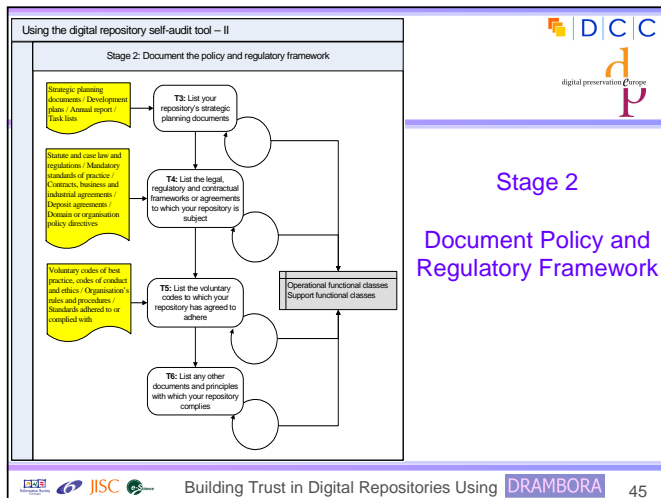 Using the digital repository self-audit tool – II
Stage 2: Document the policy and regulatory framework
Strategic planning
documents / Development
plans / Annual report /
Task lists
T3: List your
repository's strategic
planning documents
Statute and case law and
regulations / Mandatory
standards of practice /
Contracts, business and
industrial agreements /
Deposit agreements /
Domain or organisation
policy directives
T4: List the legal,
regulatory and contractual
frameworks or agreements
to which your repository is
subject
Voluntary codes of best
practice, codes of conduct
and ethics / Organisation's
rules and procedures /
Standards adhered to or
complied with
T5: List the voluntary
codes to which your
repository has agreed to
adhere
Operational functional classes
Support functional classes
T6: List any other
documents and principles
with which your repository
complies
D|C|C
d
digital preservation europe
p
Stage 2
Document Policy and
Regulatory Framework
Information Society
JISC
e-Science
Building Trust in Digital Repositories Using DRAMBORA
45